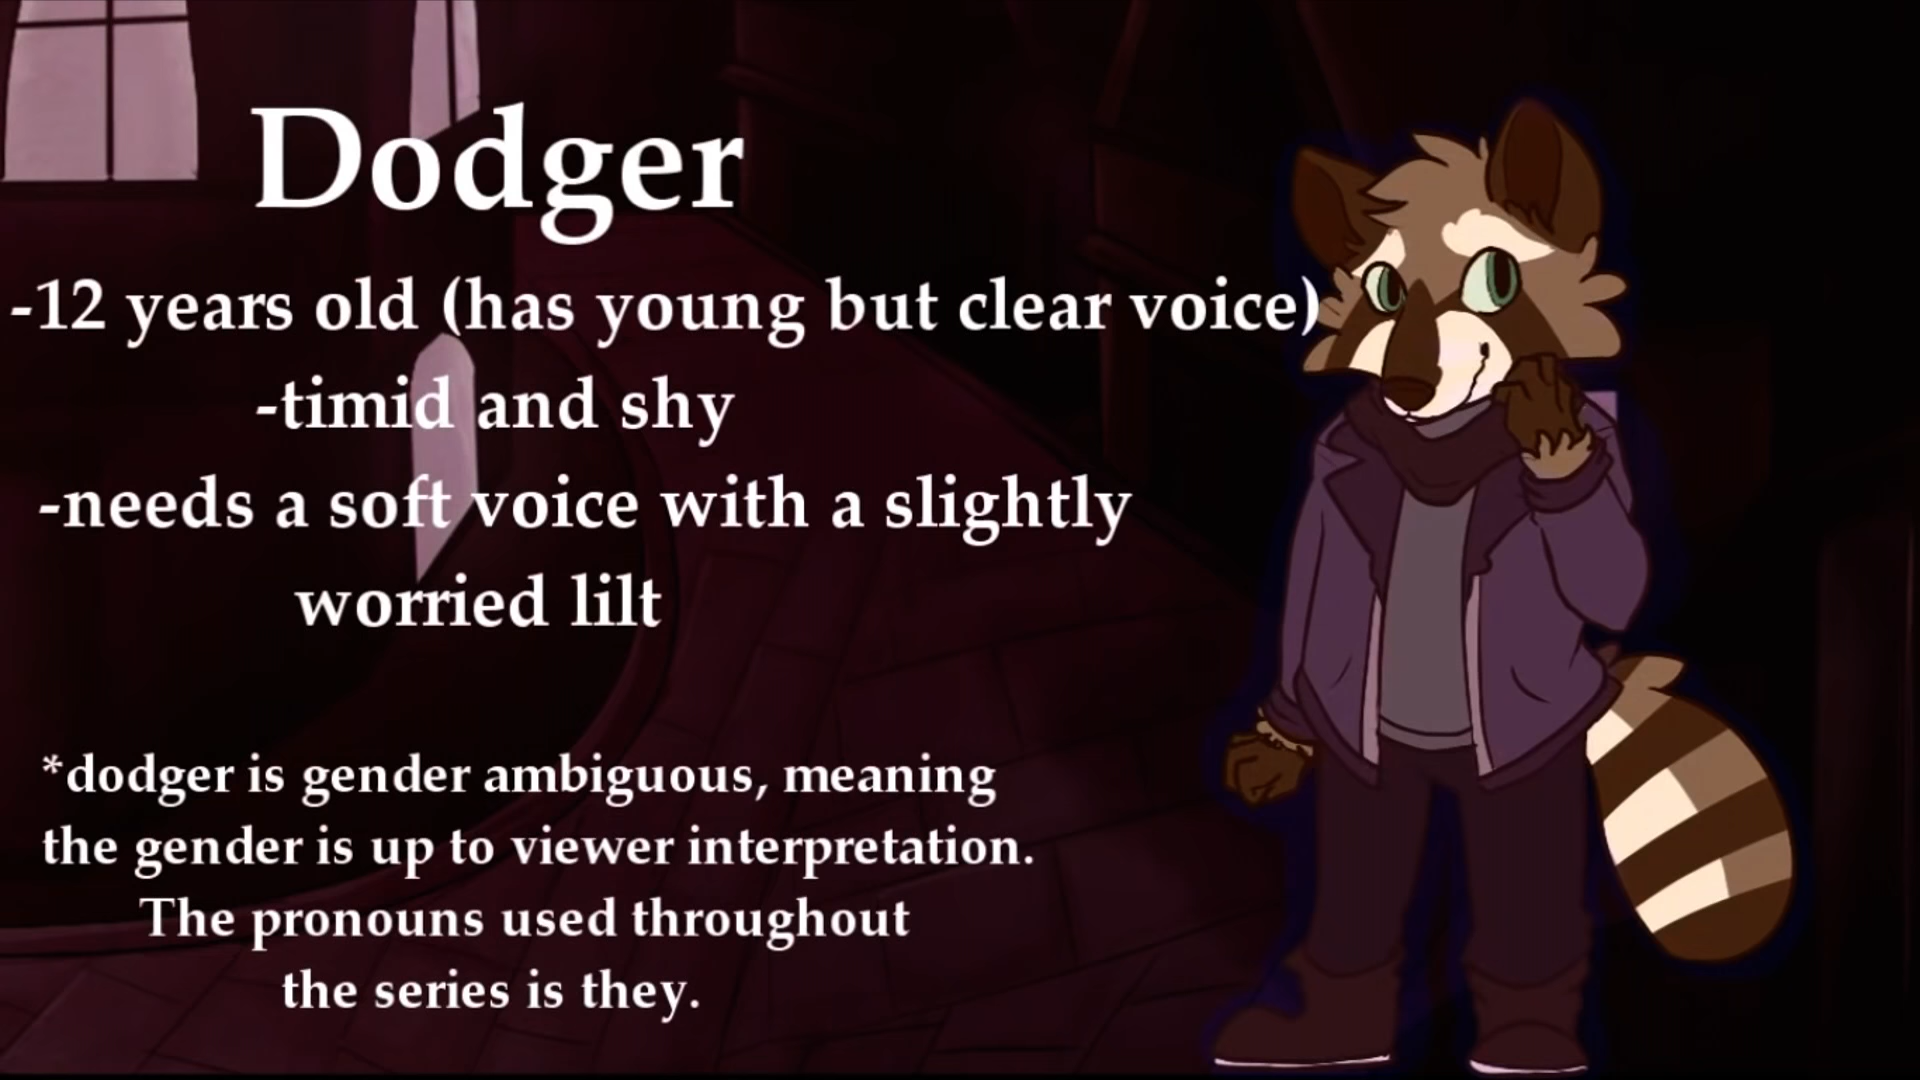 Dodger
-12 years old (has young but clear voice)
-timid and shy
-needs a soft voice with a slightly
worried lilt
*dodger is gender ambiguous, meaning
the gender is up to viewer interpretation.
The pronouns used throughout
the series is they.